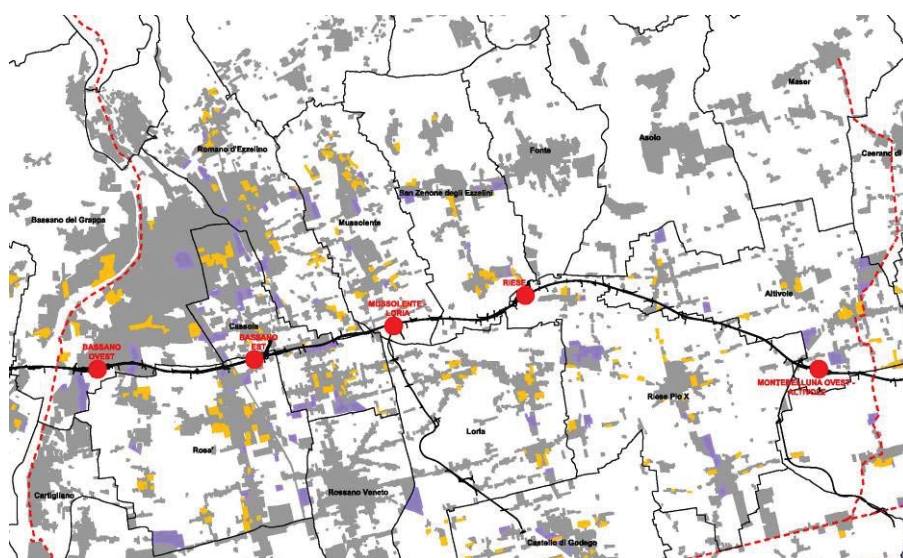 Maser
Romano d'Ezzelino
Fonte
Asolo
Caerano di
San Zenone degli Ezzelini
Bassano del Grappa
Mussolente
RIESE
Altivole
MUSSOLENTE -
LORIA
Cassola
BASSANO
EST
BASSANO
OVEST
MONTEBELLUNA OVEST -
ALTIVOLE
Riese Pio X
Loria
Rosa'
Cartigliano
Rossano Veneto
Castello di Godego